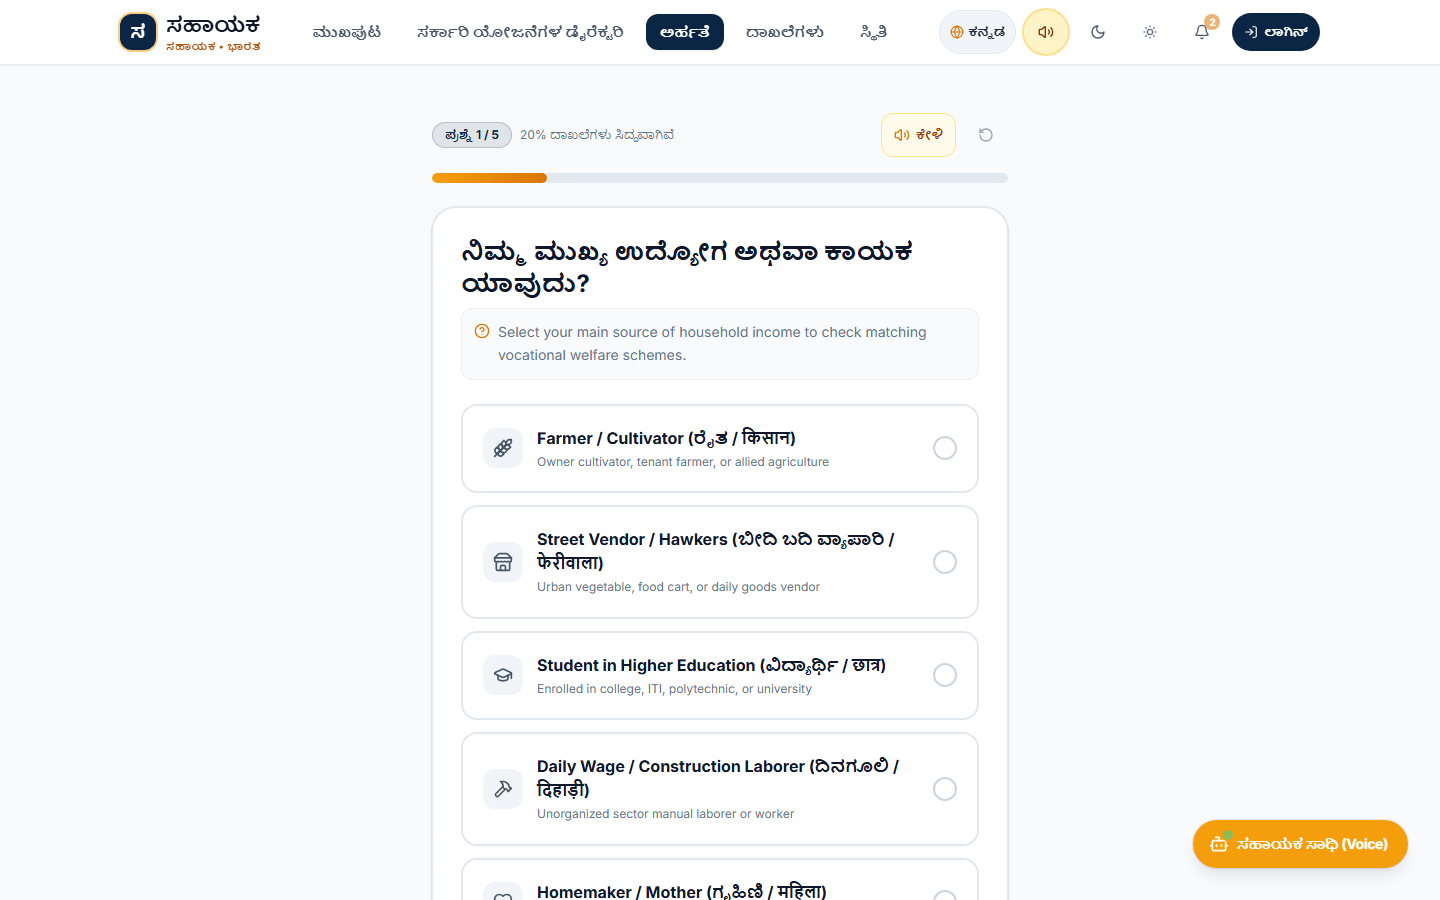 ಸ
ಸಹಾಯಕ
ಸಹಾಯಕ • ಭಾರತ
ಮುಖಪುಟ
ಸರ್ಕಾರಿ ಯೋಜನೆಗಳ ಡೈರೆಕ್ಟರಿ
ಅರ್ಹತೆ
ದಾಖಲೆಗಳು
ಸ್ಥಿತಿ
ಕನ್ನಡ
2
ಲಾಗಿನ್
ಪ್ರಶ್ನೆ 1 / 5
20% ದಾಖಲೆಗಳು ಸಿದ್ಧವಾಗಿವೆ
ಕೇಳಿ
ನಿಮ್ಮ ಮುಖ್ಯ ಉದ್ಯೋಗ ಅಥವಾ ಕಾಯಕ
ಯಾವುದು?
Select your main source of household income to check matching
vocational welfare schemes.
Farmer / Cultivator (ರೈತ / किसान)
Owner cultivator, tenant farmer, or allied agriculture
Street Vendor / Hawkers (ಬೀದಿ ಬದಿ ವ್ಯಾಪಾರಿ /
फेरीवाला)
Urban vegetable, food cart, or daily goods vendor
Student in Higher Education (ವಿದ್ಯಾರ್ಥಿ / छात्र)
Enrolled in college, ITI, polytechnic, or university
Daily Wage / Construction Laborer (ದಿನಗೂಲಿ /
दिहाड़ी)
Unorganized sector manual laborer or worker
Homemaker / Mother (ಗೃಹಿಣಿ / महिला)
ಸಹಾಯಕ ಸಾಥಿ (Voice)